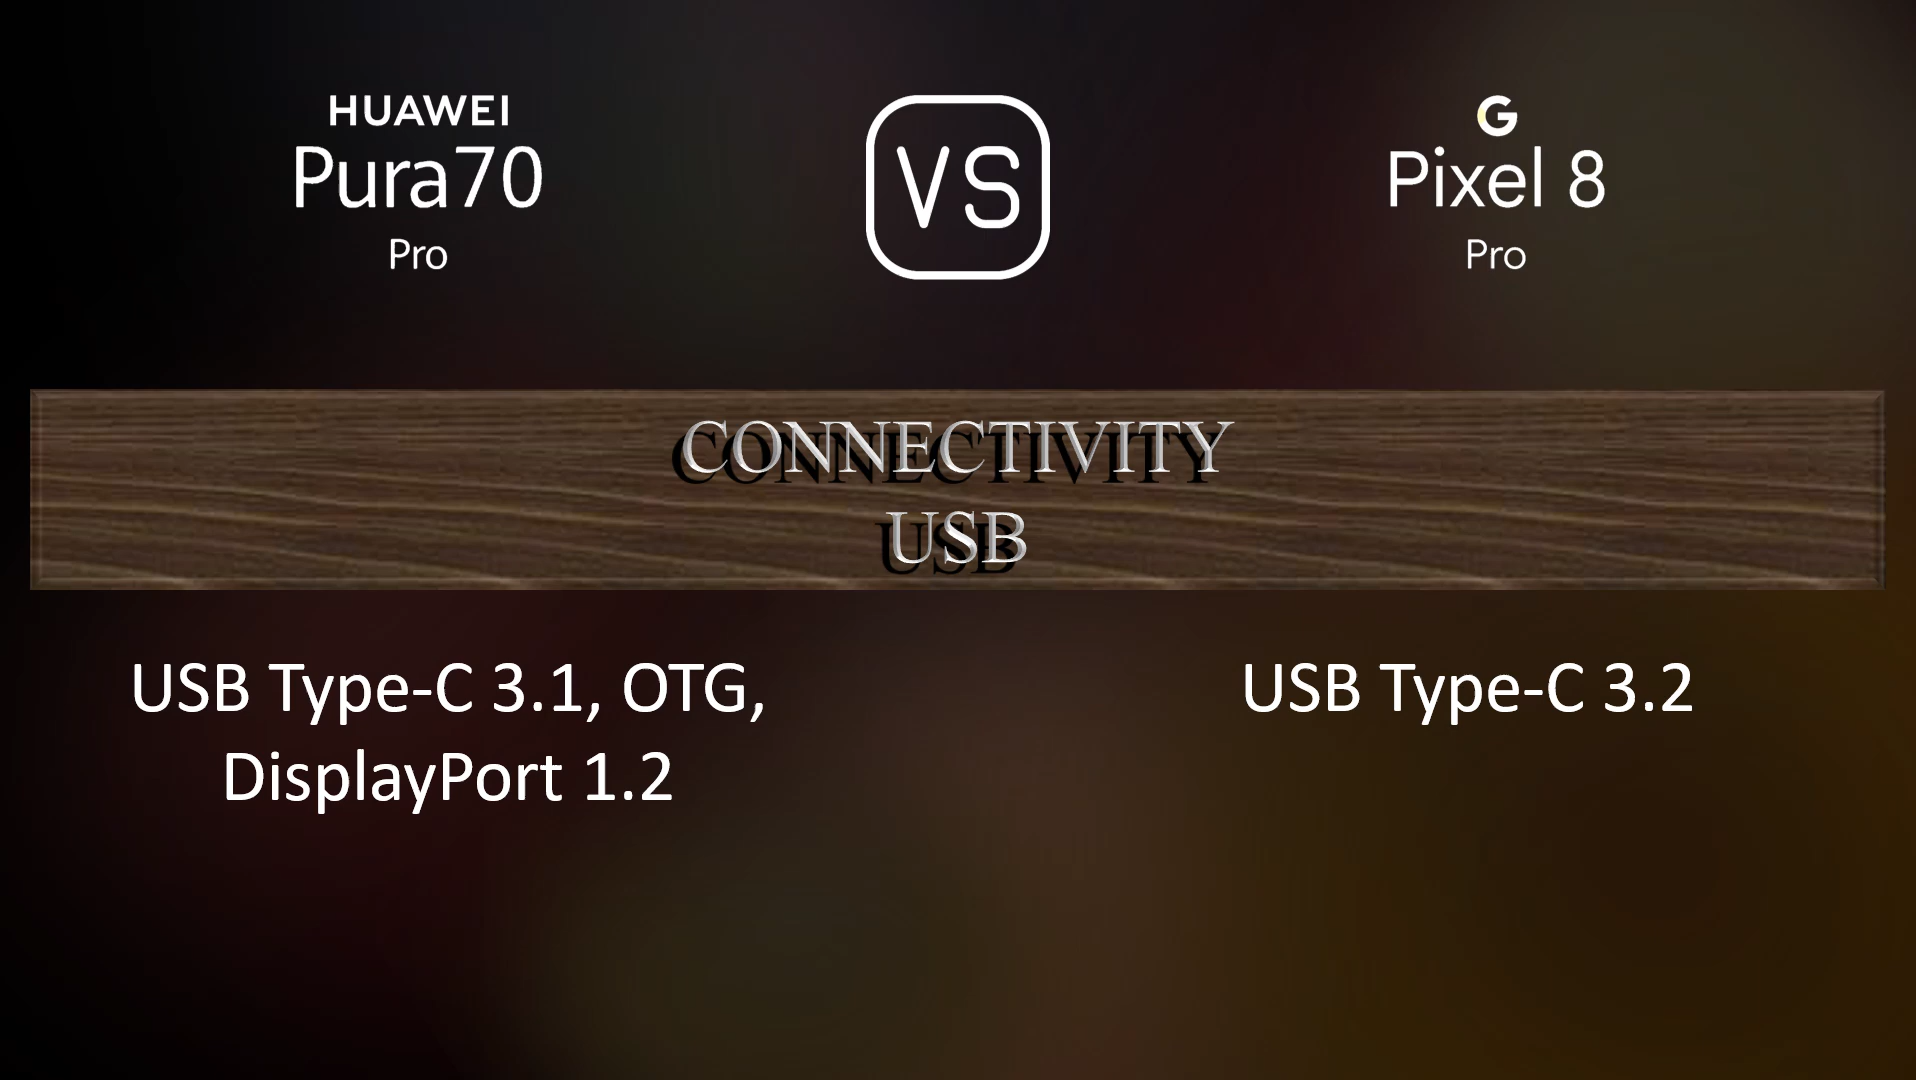 HUAWEI
Pura70
Pro
VS
G
Pixel 8
Pro
CONNECTIVITY
USB
USB Type-C 3.1, OTG,
DisplayPort 1.2
USB Type-C 3.2